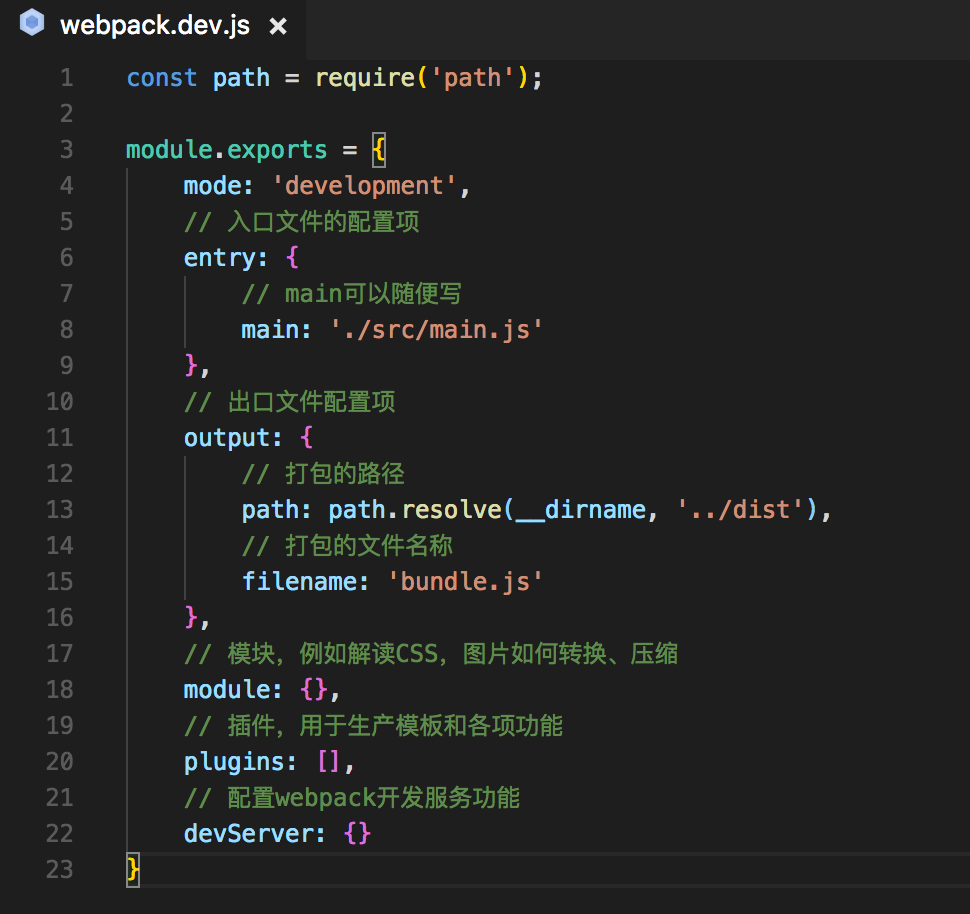 webpack.dev.js ×
1 const path = require('path');
2
3 module.exports = {
4     mode: 'development',
5     // 入口文件的配置项
6     entry: {
7         // main可以随便写
8         main: './src/main.js'
9     },
10     // 出口文件配置项
11     output: {
12         // 打包的路径
13         path: path.resolve(__dirname, '../dist'),
14         // 打包的文件名称
15         filename: 'bundle.js'
16     },
17     // 模块，例如解读CSS，图片如何转换、压缩
18     module: {},
19     // 插件，用于生产模板和各项功能
20     plugins: [],
21     // 配置webpack开发服务功能
22     devServer: {}
23 }